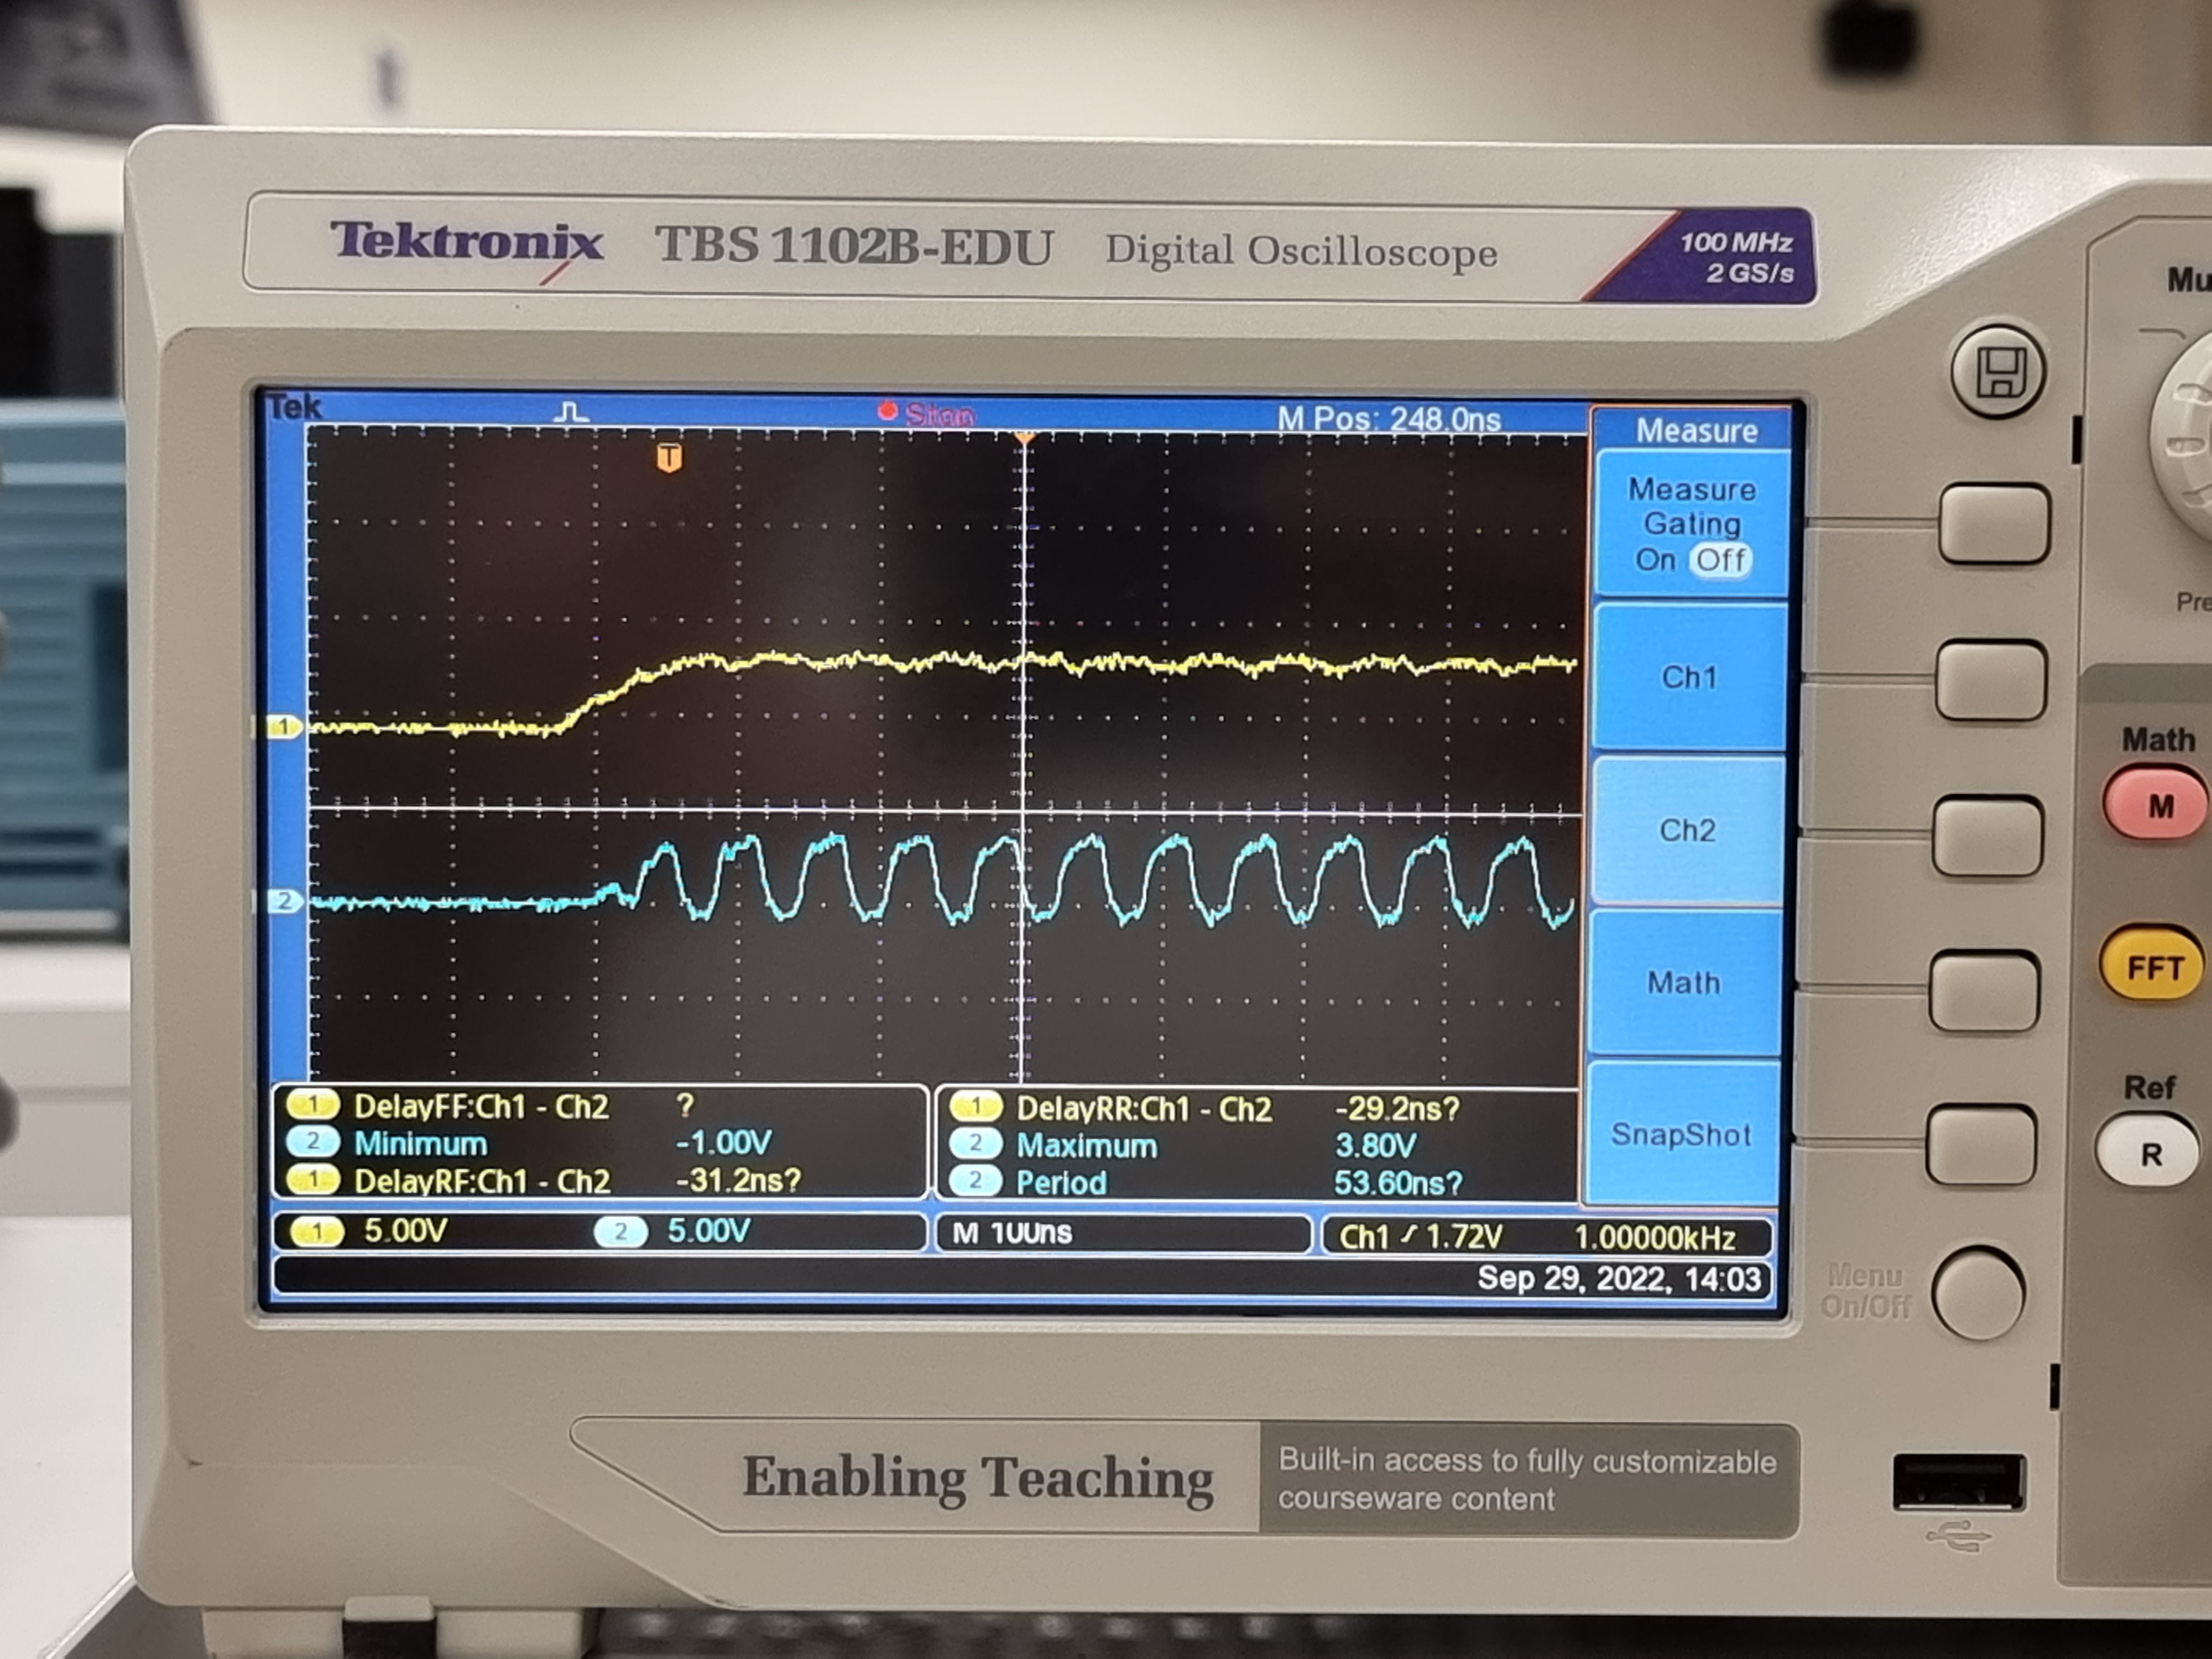 Tektronix TBS 1102B-EDU Digital Oscilloscope
100 MHz
2 GS/s
Mu
Tek Stop M Pos: 248.0ns
T
Measure
Measure
Gating
On Off
Ch1
Ch2
Math
SnapShot
1
2
Pre
Math
M
FFT
Ref
R
1 DelayFF:Ch1 - Ch2 ?
2 Minimum -1.00V
1 DelayRF:Ch1 - Ch2 -31.2ns?
1 DelayRR:Ch1 - Ch2 -29.2ns?
2 Maximum 3.80V
2 Period 53.60ns?
1 5.00V 2 5.00V M 100ns Ch1 1.72V 1.00000kHz
Sep 29, 2022, 14:03
Menu
On/Off
Enabling Teaching
Built-in access to fully customizable
courseware content